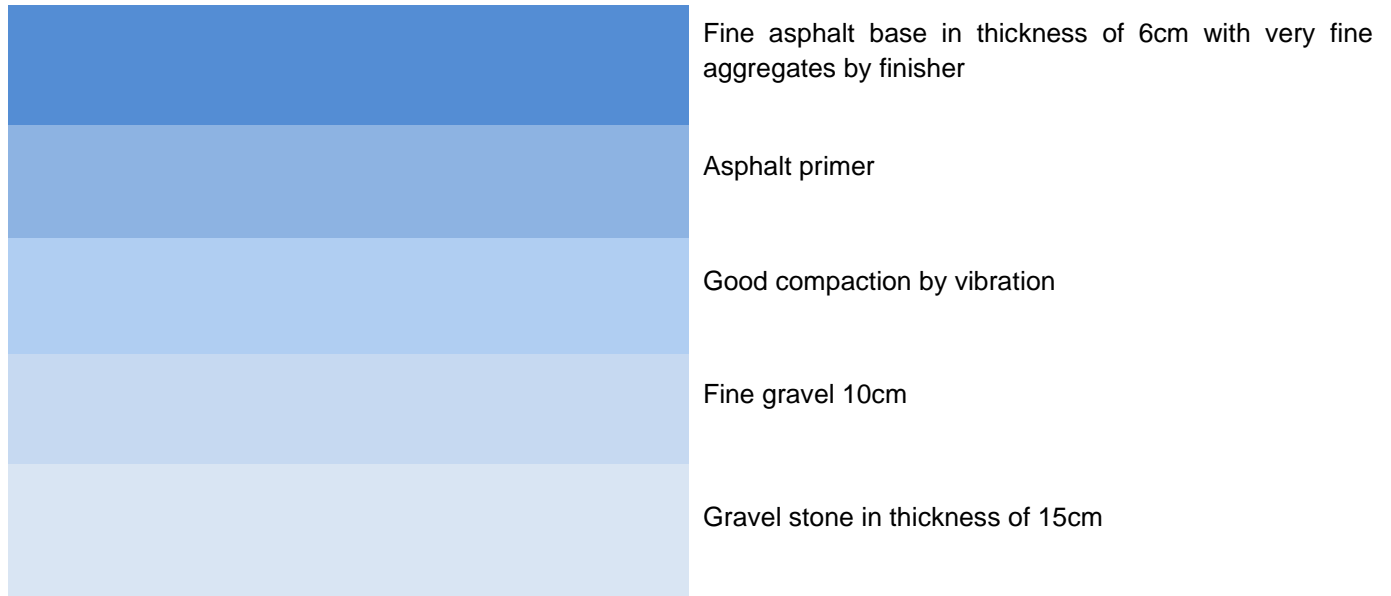 Fine asphalt base in thickness of 6cm with very fine
aggregates by finisher
Asphalt primer
Good compaction by vibration
Fine gravel 10cm
Gravel stone in thickness of 15cm